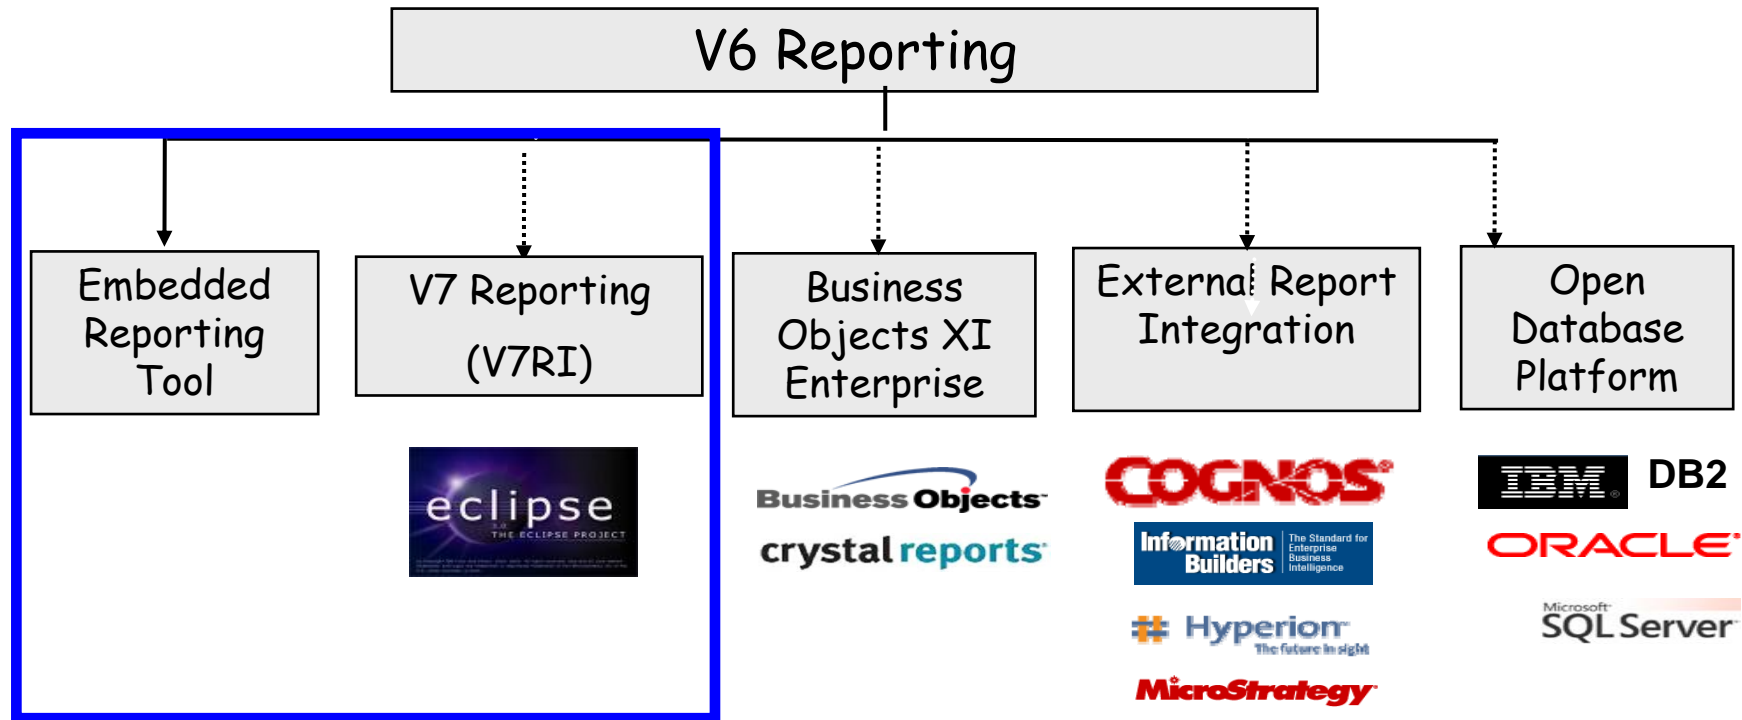 V6 Reporting
Embedded
Reporting
Tool
V7 Reporting
(V7RI)
Business
Objects XI
Enterprise
External Report
Integration
Open
Database
Platform
eclipse
THE ECLIPSE PROJECT
Business Objects
crystal reports
COGNOS
Information
Builders
The Standard for
Enterprise
Business
Intelligence
Hyperion
The future in sight
MicroStrategy
IBM DB2
ORACLE
Microsoft
SQL Server